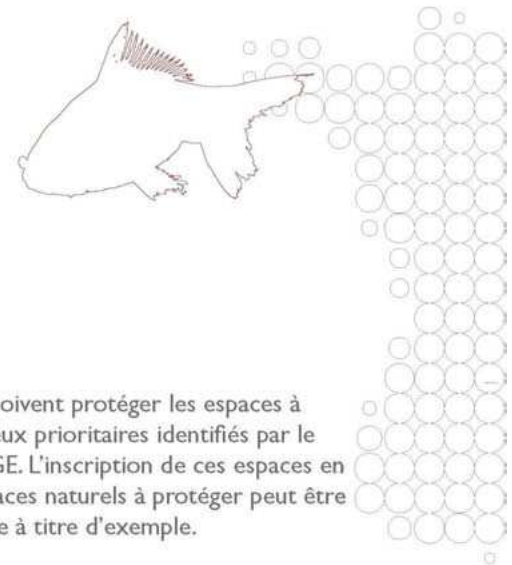 oivent protéger les espaces à
eux prioritaires identifiés par le
GE. L'inscription de ces espaces en
aces naturels à protéger peut être
e à titre d'exemple.